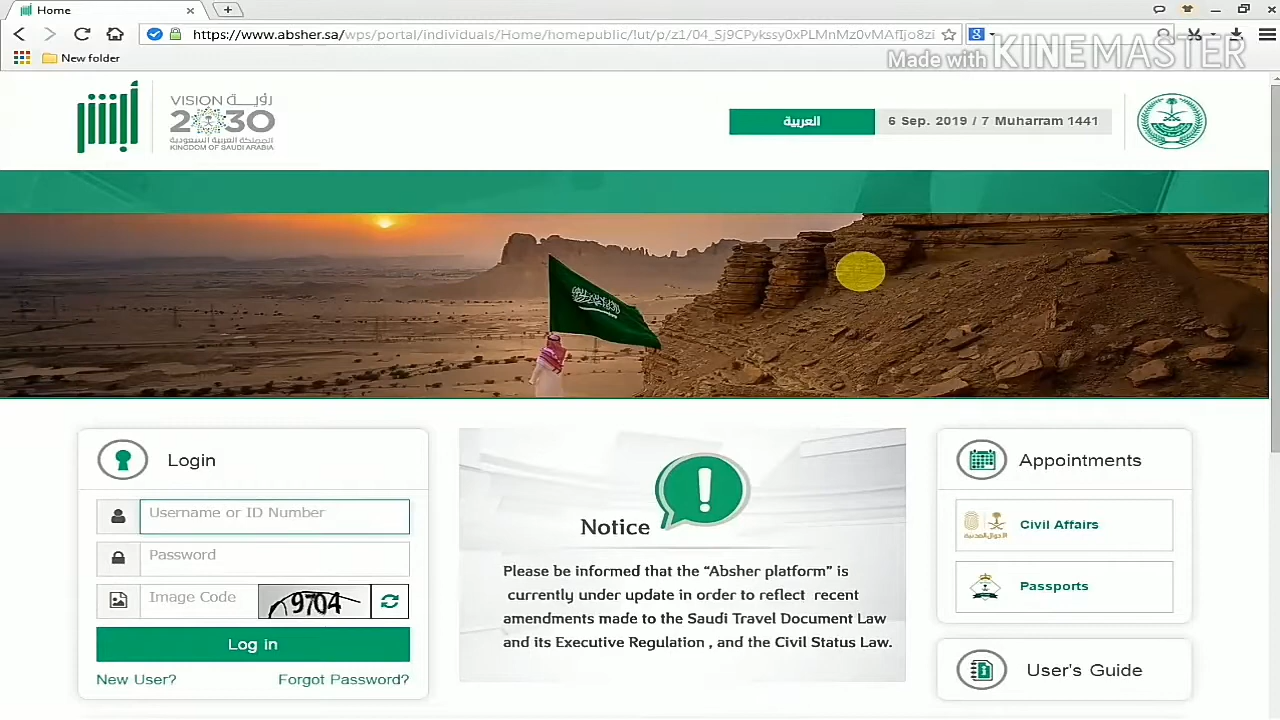 Home
https://www.absher.sa/wps/portal/individuals/Home/homepublic/!ut/p/z1/04_Sj9CPykssy0xPLMnMz0vMAfIjo8zi
New folder
Made with KINEMASTER
أبشر
VISION رؤيـــة
2030
المملكة العربية السعودية
KINGDOM OF SAUDI ARABIA
العربية
6 Sep. 2019 / 7 Muharram 1441
Login
Username or ID Number
Password
Image Code
9704
Log in
New User?
Forgot Password?
Notice
Please be informed that the “Absher platform” is
currently under update in order to reflect recent
amendments made to the Saudi Travel Document Law
and its Executive Regulation , and the Civil Status Law.
Appointments
الأحوال المدنية
Civil Affairs
Passports
User's Guide